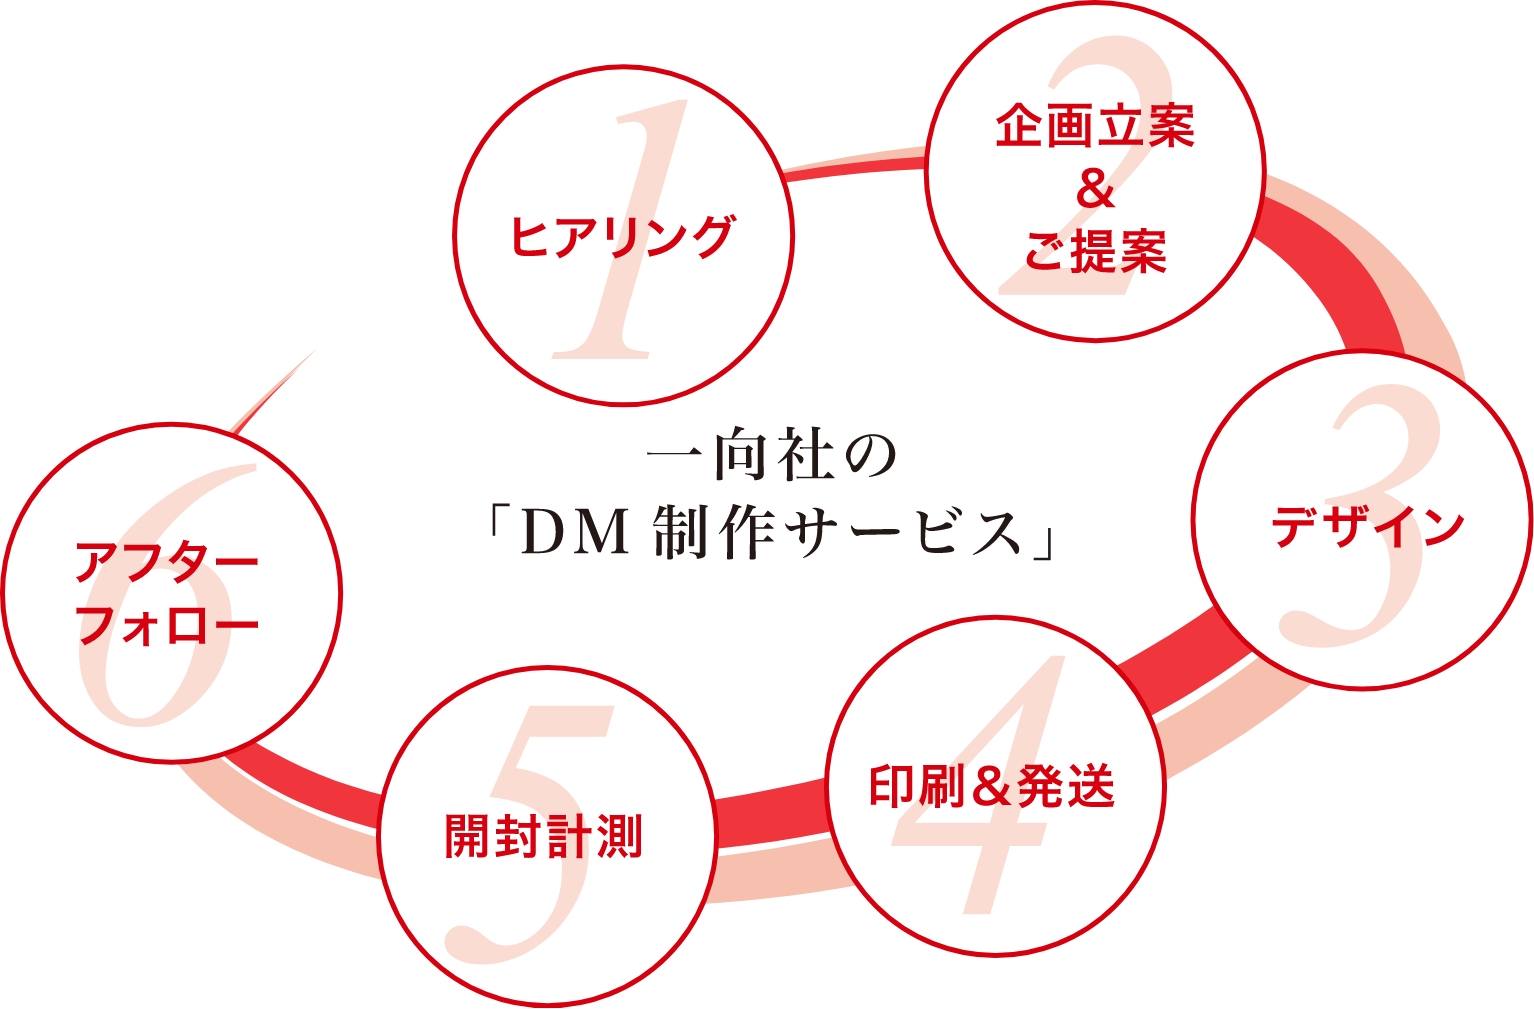 1
ヒアリング
2
企画立案
&
ご提案
3
デザイン
4
印刷&発送
5
開封計測
6
アフター
フォロー
一向社の
「DM 制作サービス」